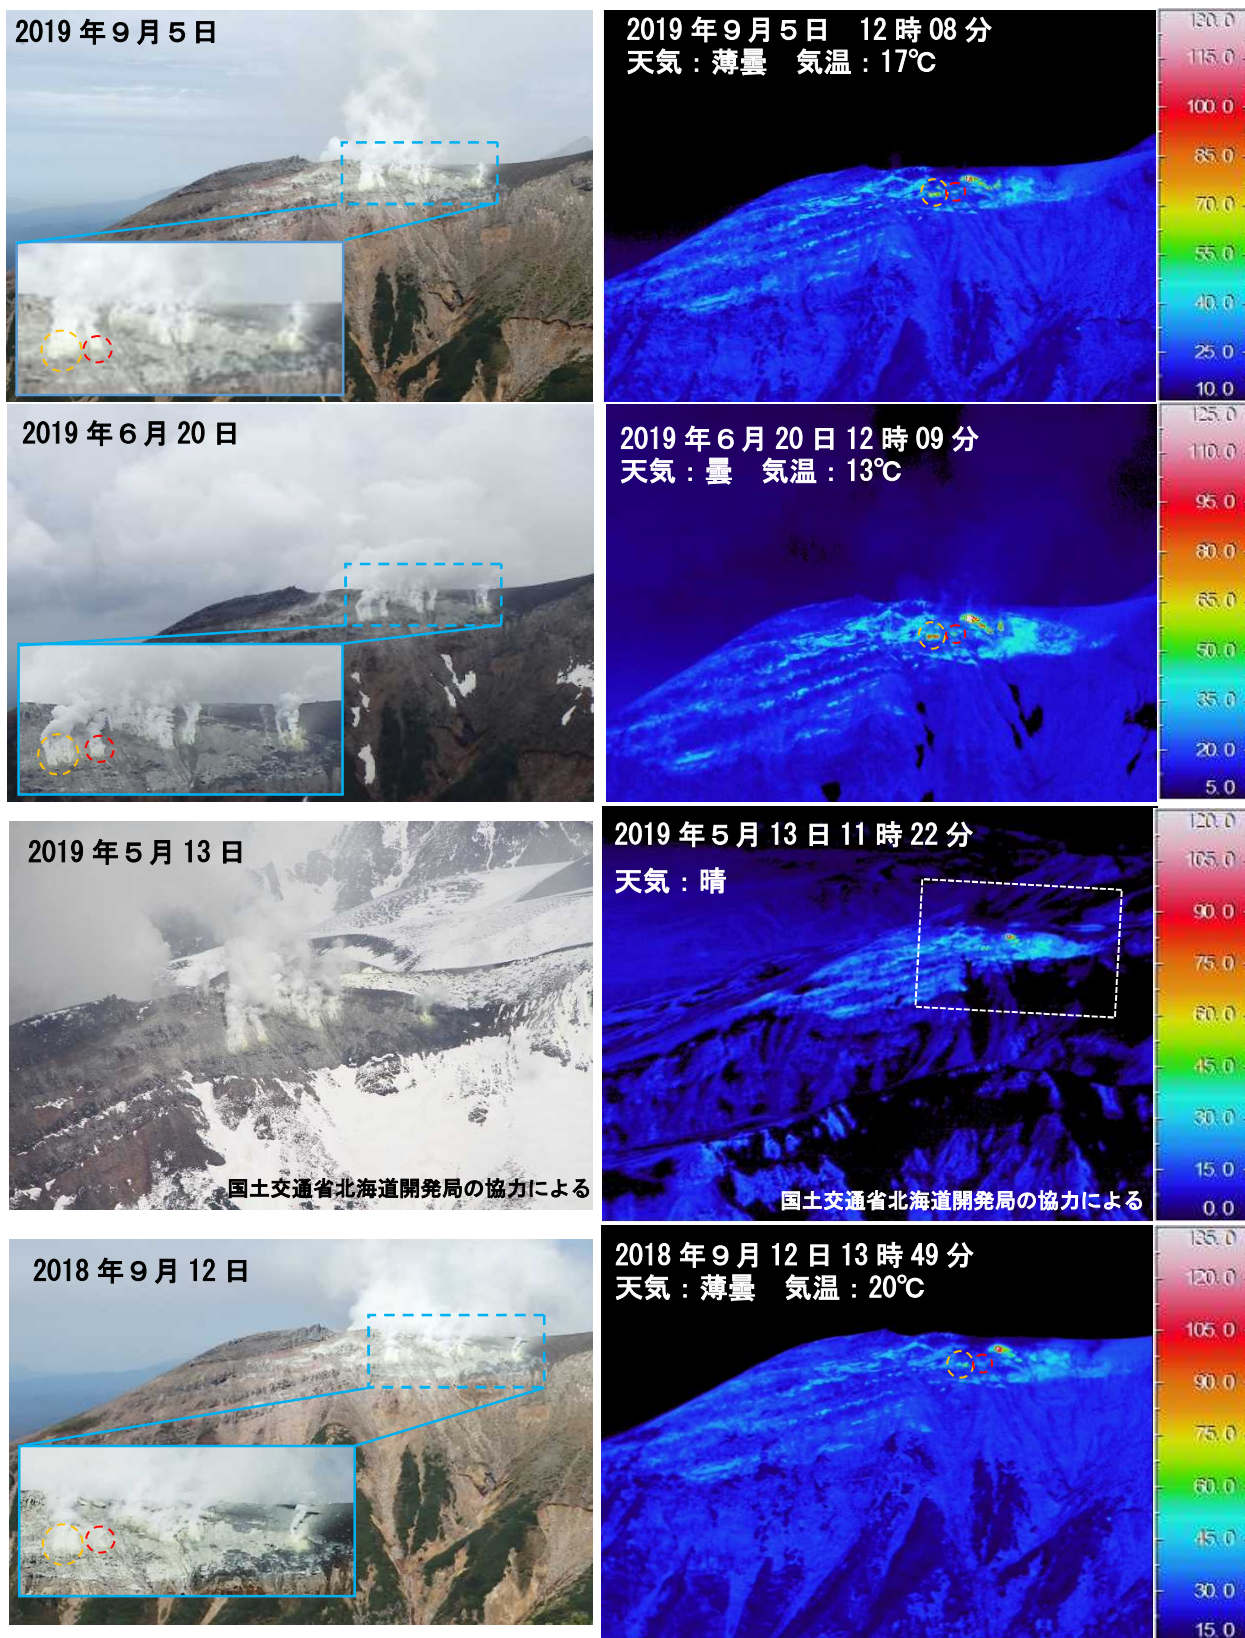 2019年9月5日
2019年9月5日 12時08分
天気：薄曇 気温：17℃
130.0
115.0
100.0
85.0
70.0
55.0
40.0
25.0
10.0
2019年6月20日
2019年6月20日12時09分
天気：曇 気温：13℃
125.0
110.0
95.0
80.0
65.0
50.0
35.0
20.0
5.0
2019年5月13日
国土交通省北海道開発局の協力による
2019年5月13日11時22分
天気：晴
国土交通省北海道開発局の協力による
120.0
105.0
90.0
75.0
60.0
45.0
30.0
15.0
0.0
2018年9月12日
2018年9月12日13時49分
天気：薄曇 気温：20℃
135.0
120.0
105.0
90.0
75.0
60.0
45.0
30.0
15.0